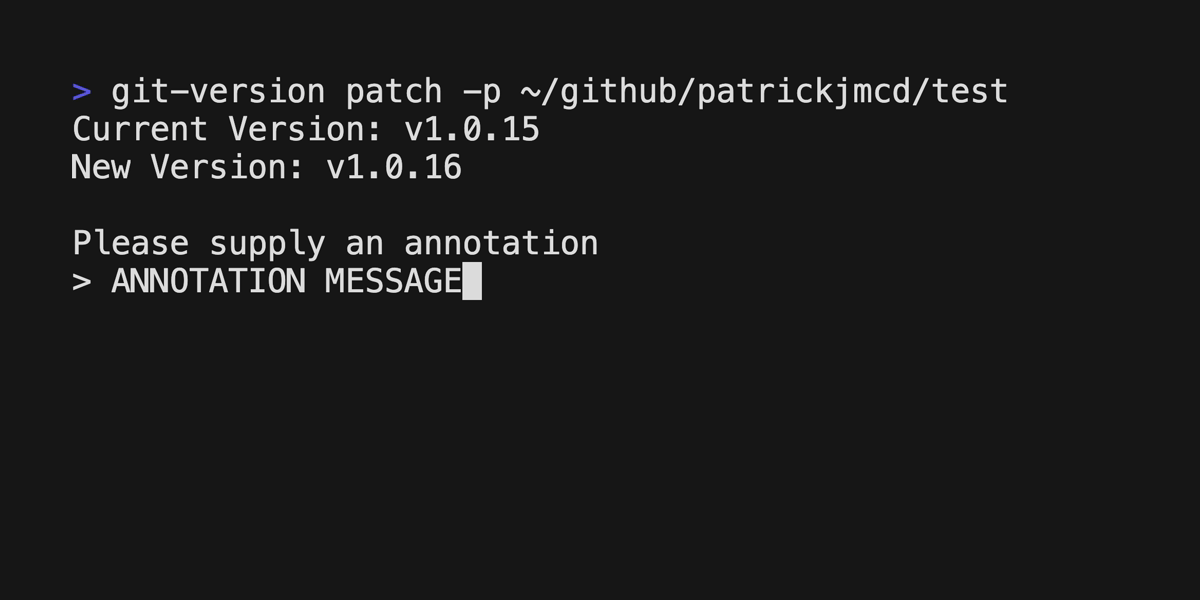 > git-version patch -p ~/github/patrickjmcd/test
Current Version: v1.0.15
New Version: v1.0.16
Please supply an annotation
> ANNOTATION MESSAGE